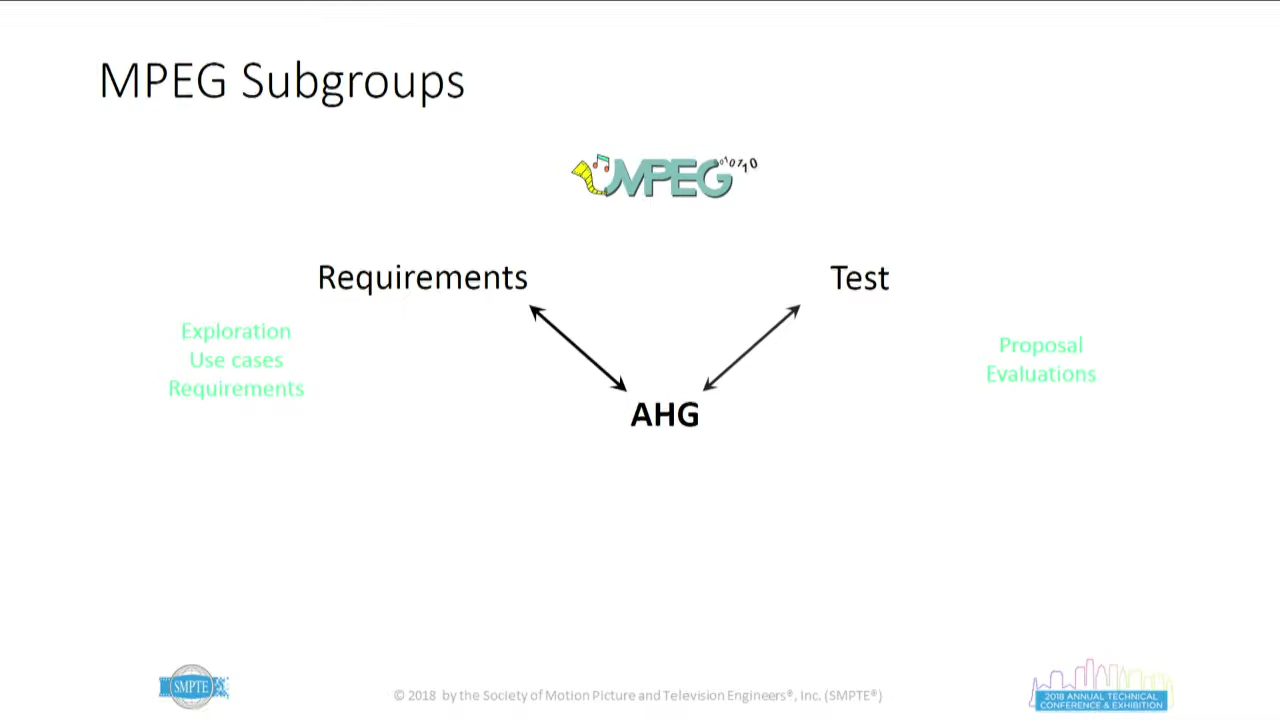 MPEG Subgroups
MPEG
Requirements
Test
Exploration
Use cases
Requirements
Proposal
Evaluations
AHG
SMPTE
© 2018 by the Society of Motion Picture and Television Engineers®, Inc. (SMPTE®)
2018 ANNUAL TECHNICAL
CONFERENCE & EXHIBITION